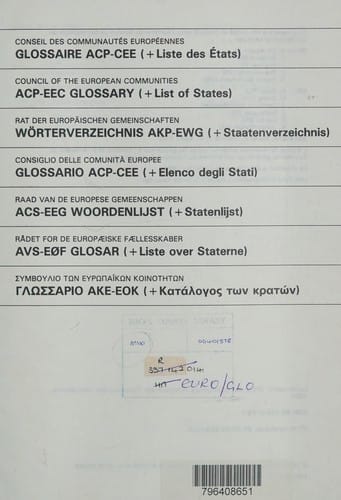 CONSEIL DES COMMUNAUTÉS EUROPÉENNES
GLOSSAIRE ACP-CEE (+Liste des États)
COUNCIL OF THE EUROPEAN COMMUNITIES
ACP-EEC GLOSSARY (+List of States)
RAT DER EUROPÄISCHEN GEMEINSCHAFTEN
WÖRTERVERZEICHNIS AKP-EWG (+Staatenverzeichnis)
CONSIGLIO DELLE COMUNITÀ EUROPEE
GLOSSARIO ACP-CEE (+Elenco degli Stati)
RAAD VAN DE EUROPESE GEMEENSCHAPPEN
ACS-EEG WOORDENLIJST (+Statenlijst)
RÅDET FOR DE EUROPÆISKE FÆLLESSKABER
AVS-EØF GLOSAR (+Liste over Staterne)
ΣΥΜΒΟΥΛΙΟ ΤΩΝ ΕΥΡΩΠΑΪΚΩΝ ΚΟΙΝΟΤΗΤΩΝ
ΓΛΩΣΣΑΡΙΟ ΑΚΕ-ΕΟΚ (+Κατάλογος των κρατών)
R
EURO/GLO
796408651